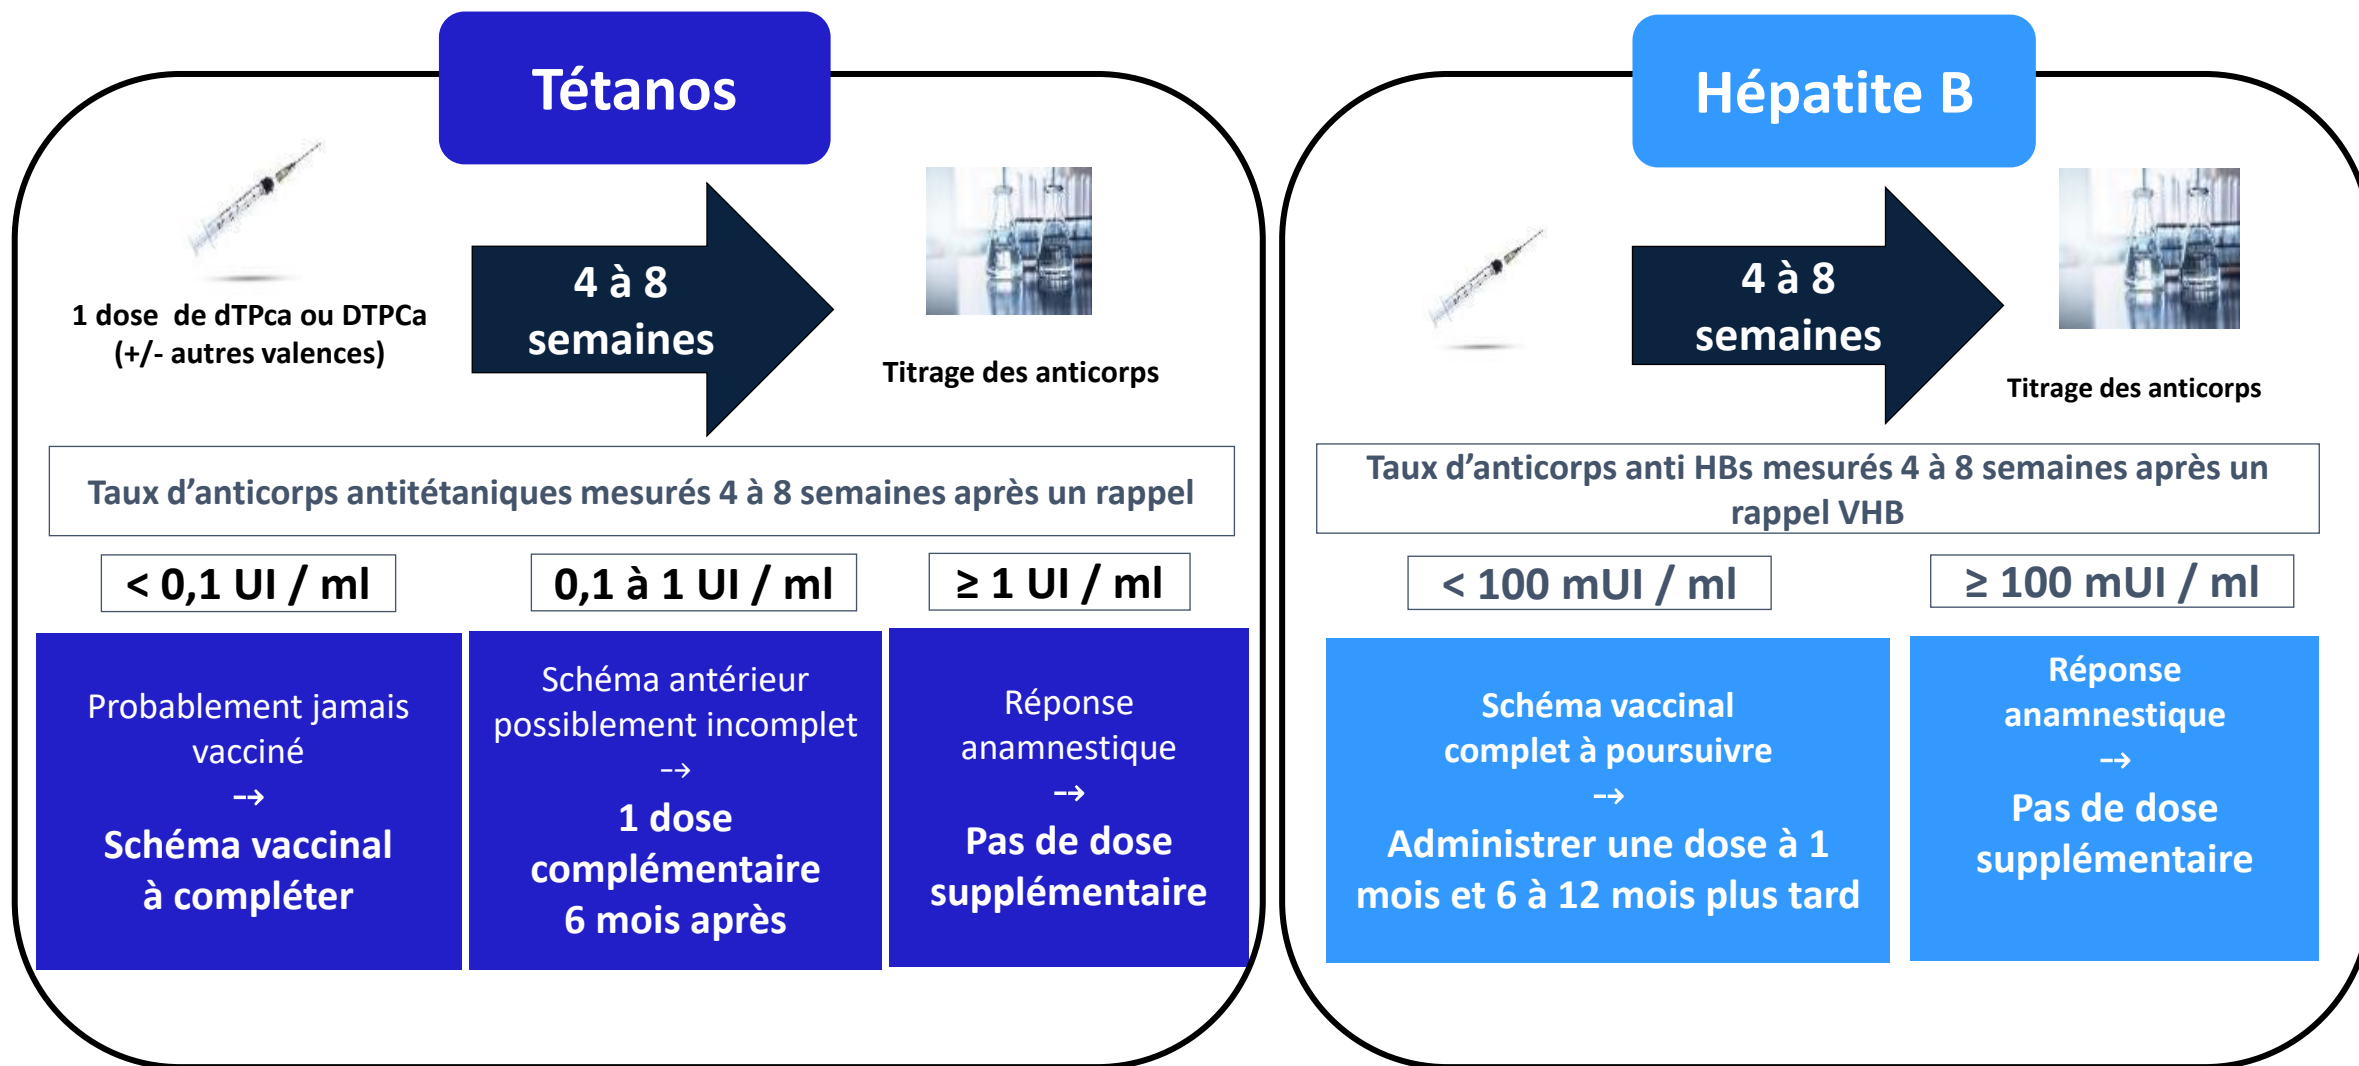 Tétanos
1 dose de dTPca ou DTPCa
(+/- autres valences)
4 à 8
semaines
Titrage des anticorps
Taux d’anticorps antitétaniques mesurés 4 à 8 semaines après un rappel
< 0,1 UI / ml
0,1 à 1 UI / ml
≥ 1 UI / ml
Probablement jamais
vacciné
→
Schéma vaccinal
à compléter
Schéma antérieur
possiblement incomplet
→
1 dose
complémentaire
6 mois après
Réponse
anamnestique
→
Pas de dose
supplémentaire
Hépatite B
4 à 8
semaines
Titrage des anticorps
Taux d’anticorps anti HBs mesurés 4 à 8 semaines après un
rappel VHB
< 100 mUI / ml
≥ 100 mUI / ml
Schéma vaccinal
complet à poursuivre
→
Administrer une dose à 1
mois et 6 à 12 mois plus tard
Réponse
anamnestique
→
Pas de dose
supplémentaire